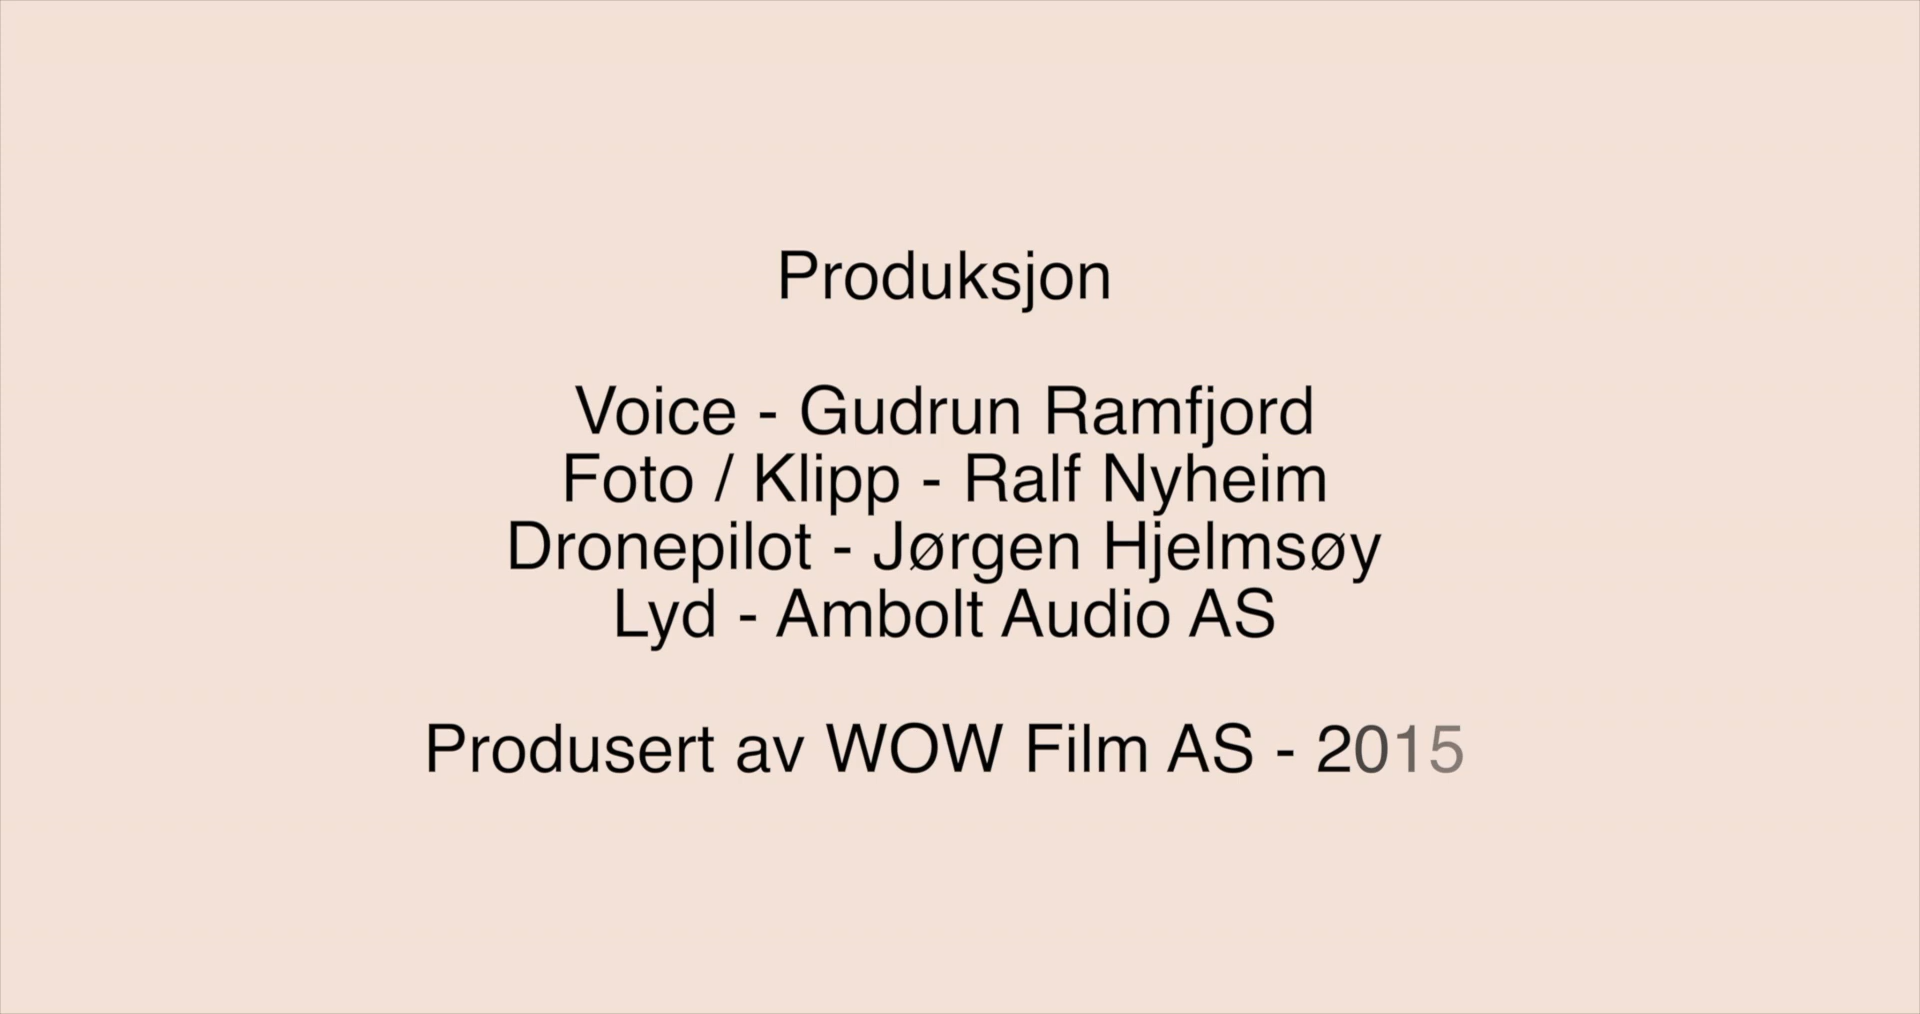 Produksjon
Voice - Gudrun Ramfjord
Foto / Klipp - Ralf Nyheim
Dronepilot - Jørgen Hjelmsøy
Lyd - Ambolt Audio AS
Produsert av WOW Film AS - 2015